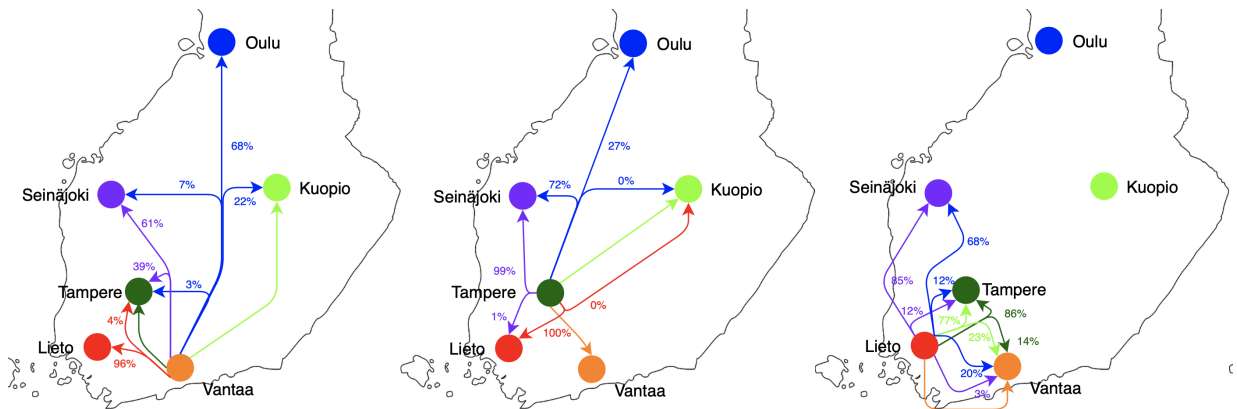 Oulu
68%
Seinäjoki
7%
22%
Kuopio
61%
39%
Tampere
3%
4%
Lieto
96%
Vantaa
Oulu
27%
Seinäjoki
72%
0%
Kuopio
99%
Tampere
1%
0%
Lieto
100%
Vantaa
Oulu
Seinäjoki
Kuopio
68%
85%
12%
Tampere
12%
77%
86%
23%
14%
Lieto
20%
3%
Vantaa